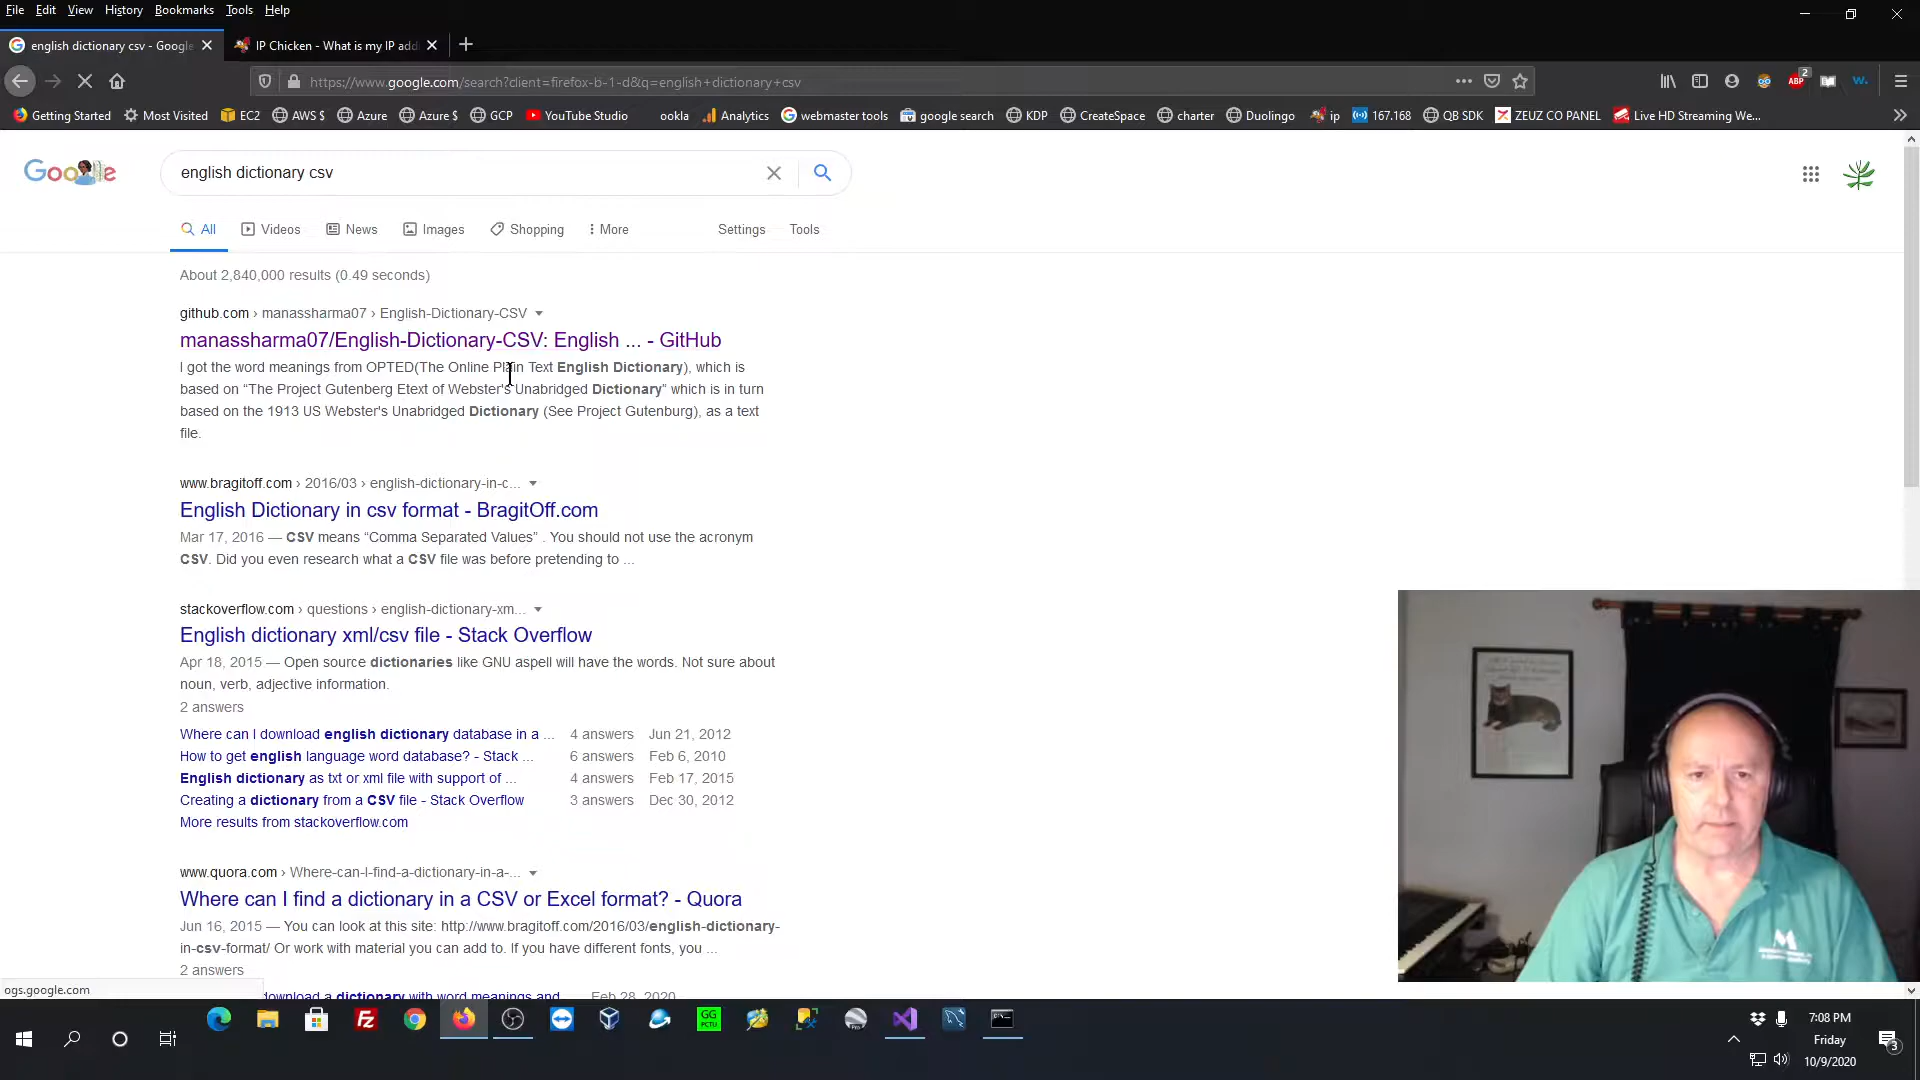 File Edit View History Bookmarks Tools Help
english dictionary csv - Google
IP Chicken - What is my IP add
https://www.google.com/search?client=firefox-b-1-d&q=english+dictionary+csv
ABP 2
Getting Started Most Visited EC2 AWS $ Azure Azure $ GCP YouTube Studio ookla Analytics webmaster tools google search KDP CreateSpace charter Duolingo ip 167.168 QB SDK ZEUZ CO PANEL Live HD Streaming We...
english dictionary csv
All Videos News Images Shopping More Settings Tools
About 2,840,000 results (0.49 seconds)
github.com › manassharma07 › English-Dictionary-CSV
manassharma07/English-Dictionary-CSV: English ... - GitHub
I got the word meanings from OPTED(The Online Plain Text English Dictionary), which is
based on “The Project Gutenberg Etext of Webster's Unabridged Dictionary” which is in turn
based on the 1913 US Webster's Unabridged Dictionary (See Project Gutenburg), as a text
file.
www.bragitoff.com › 2016/03 › english-dictionary-in-c...
English Dictionary in csv format - BragitOff.com
Mar 17, 2016 — CSV means “Comma Separated Values” . You should not use the acronym
CSV. Did you even research what a CSV file was before pretending to ...
stackoverflow.com › questions › english-dictionary-xm...
English dictionary xml/csv file - Stack Overflow
Apr 18, 2015 — Open source dictionaries like GNU aspell will have the words. Not sure about
noun, verb, adjective information.
2 answers
Where can I download english dictionary database in a ... 4 answers Jun 21, 2012
How to get english language word database? - Stack ... 6 answers Feb 6, 2010
English dictionary as txt or xml file with support of ... 4 answers Feb 17, 2015
Creating a dictionary from a CSV file - Stack Overflow 3 answers Dec 30, 2012
More results from stackoverflow.com
www.quora.com › Where-can-I-find-a-dictionary-in-a-...
Where can I find a dictionary in a CSV or Excel format? - Quora
Jun 16, 2015 — You can look at this site: http://www.bragitoff.com/2016/03/english-dictionary-
in-csv-format/ Or work with material you can add to. If you have different fonts, you ...
2 answers
ogs.google.com
download a dictionary with word meanings and Feb 28, 2020
GG
PCTU
7:08 PM
Friday
10/9/2020
3